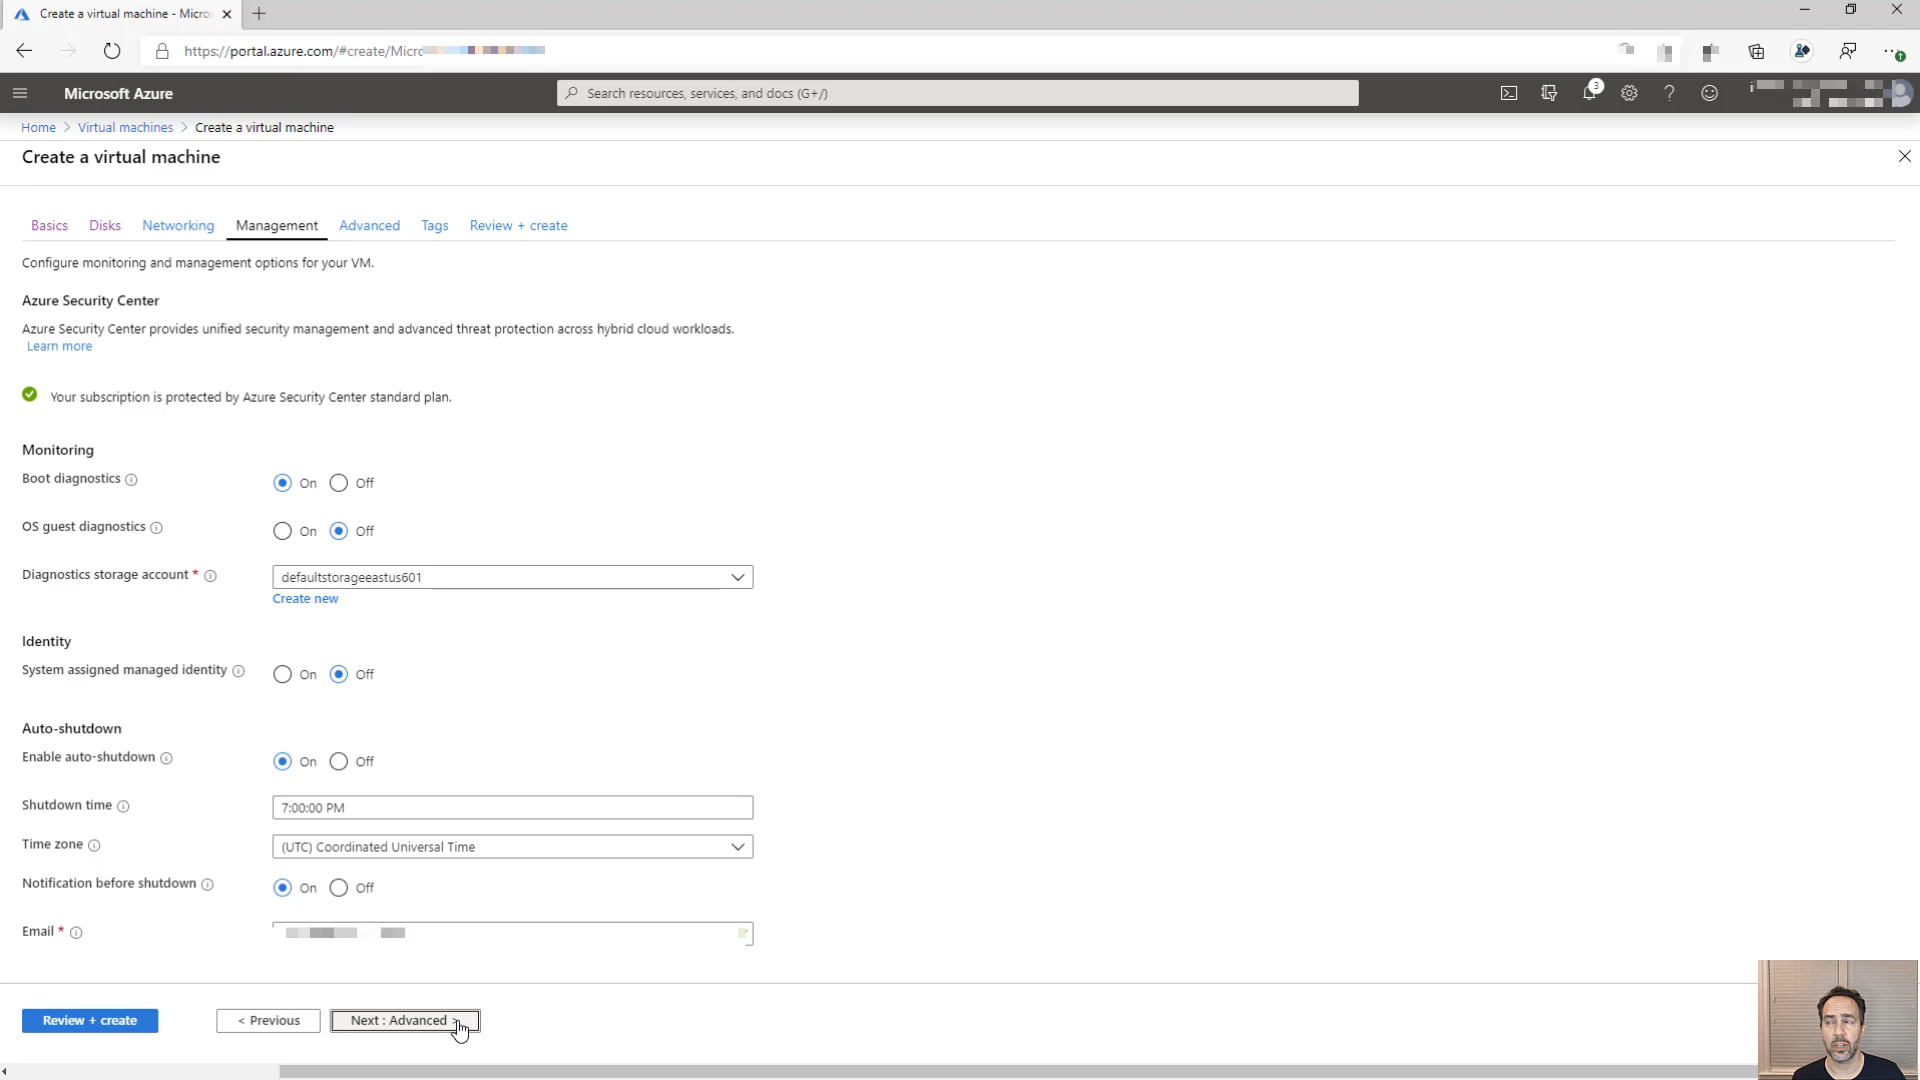 Create a virtual machine - Micro
https://portal.azure.com/#create/Micro
Microsoft Azure
Search resources, services, and docs (G+/)
3
Home > Virtual machines > Create a virtual machine
Create a virtual machine
Basics Disks Networking Management Advanced Tags Review + create
Configure monitoring and management options for your VM.
Azure Security Center
Azure Security Center provides unified security management and advanced threat protection across hybrid cloud workloads.
Learn more
Your subscription is protected by Azure Security Center standard plan.
Monitoring
Boot diagnostics On Off
OS guest diagnostics On Off
Diagnostics storage account * defaultstorageeastus601
Create new
Identity
System assigned managed identity On Off
Auto-shutdown
Enable auto-shutdown On Off
Shutdown time 7:00:00 PM
Time zone (UTC) Coordinated Universal Time
Notification before shutdown On Off
Email *
Review + create < Previous Next : Advanced >